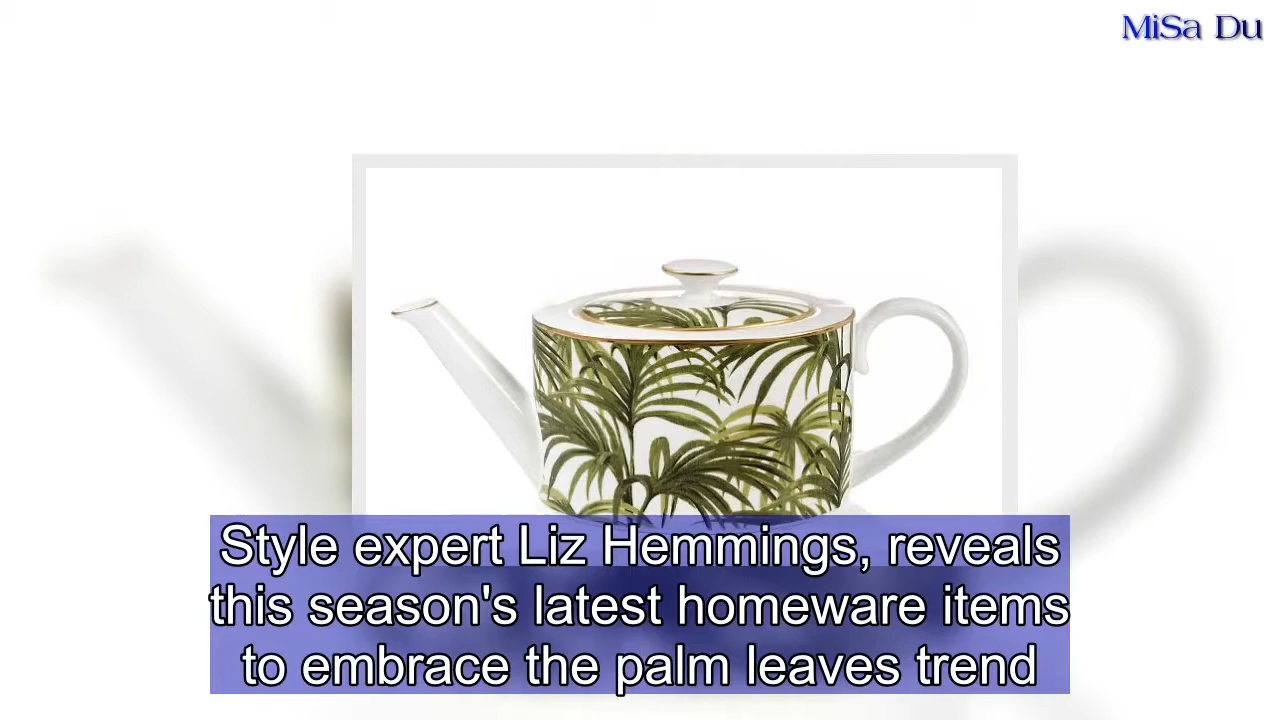 MiSa Du
Style expert Liz Hemmings, reveals
this season's latest homeware items
to embrace the palm leaves trend